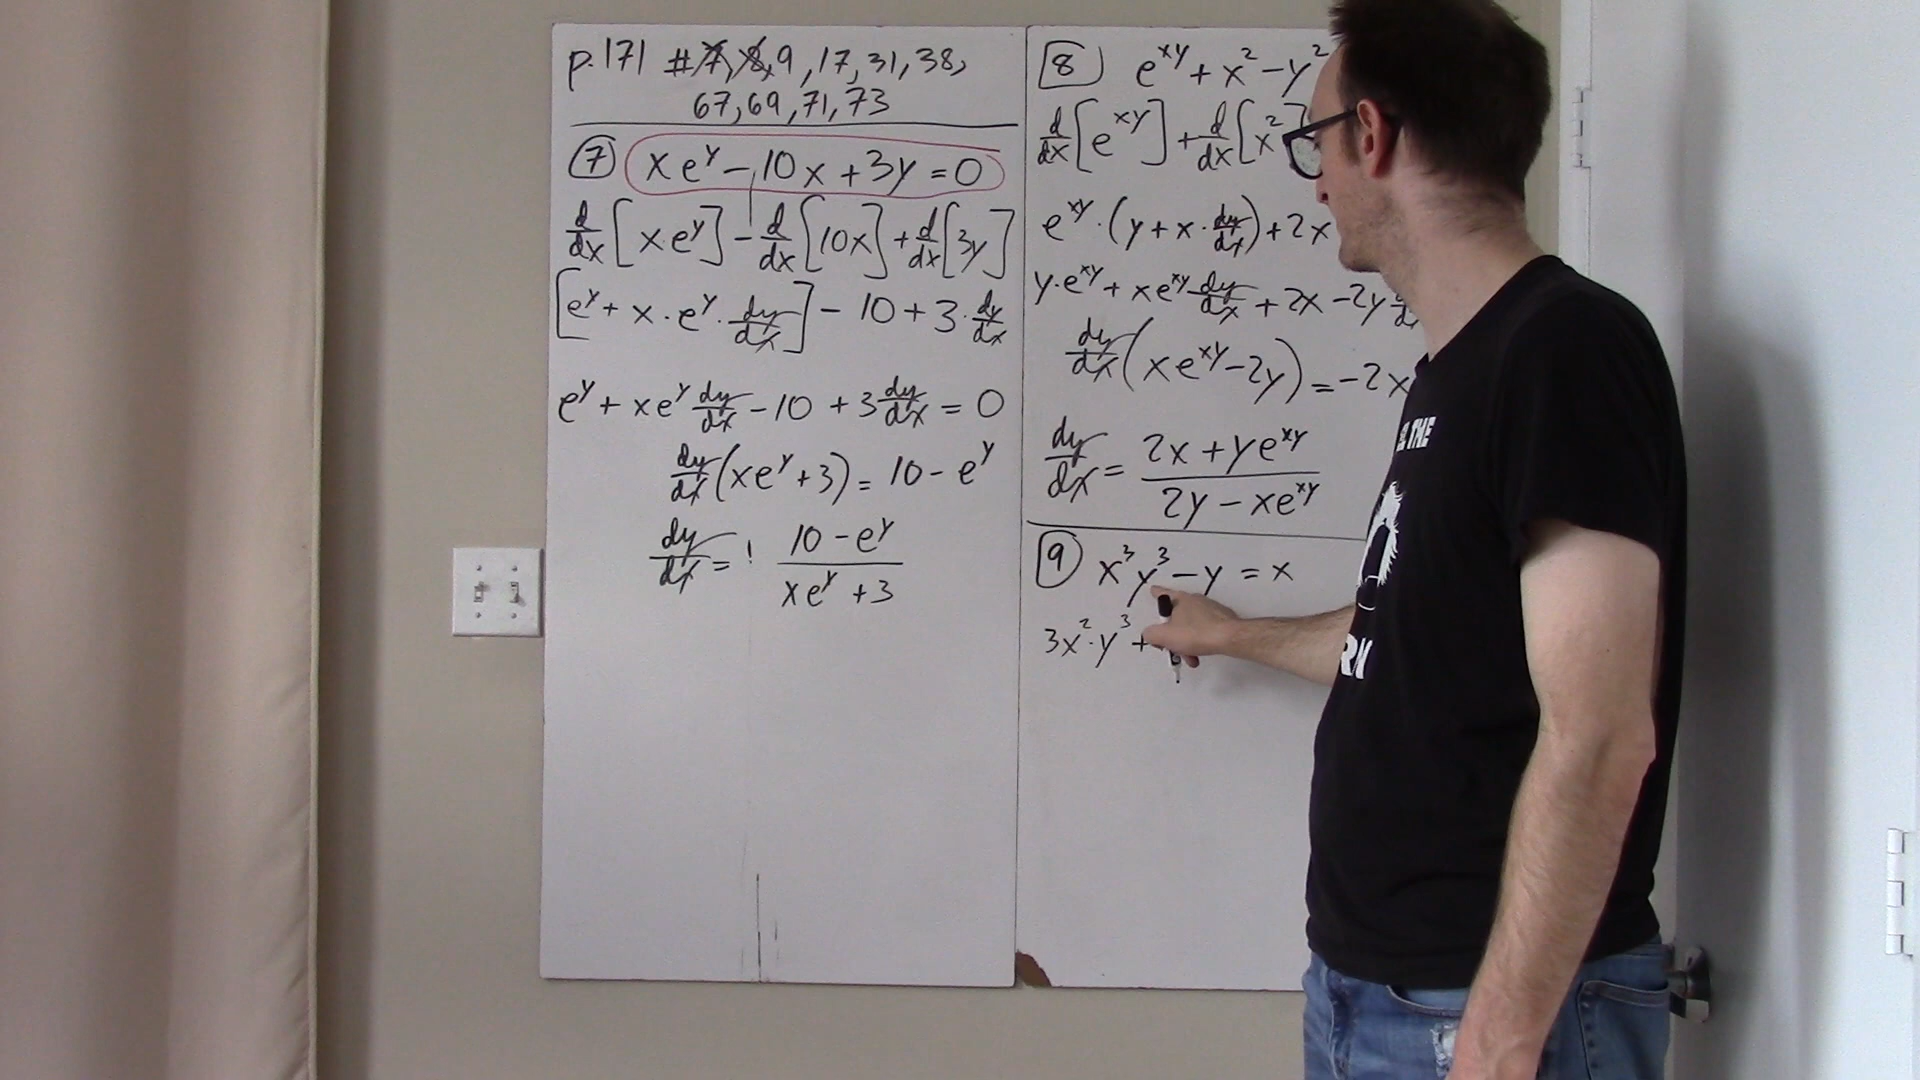 p.171 #7, 8, 9, 17, 31, 38,
67, 69, 71, 73
7 xe^y - 10x + 3y = 0
d/dx [x·e^y] - d/dx [10x] + d/dx [3y]
[e^y + x·e^y·dy/dx] - 10 + 3·dy/dx
e^y + xe^y dy/dx - 10 + 3 dy/dx = 0
dy/dx (xe^y + 3) = 10 - e^y
dy/dx = (10 - e^y)/(xe^y + 3)
8 e^xy + x^2 - y^2
d/dx [e^xy] + d/dx [x^2]
e^xy·(y + x·dy/dx) + 2x
y·e^xy + xe^xy dy/dx + 2x - 2y
dy/dx (xe^xy - 2y) = -2x
dy/dx = (2x + ye^xy)/(2y - xe^xy)
9 x^3 y^3 - y = x
3x^2·y^3 +
THE